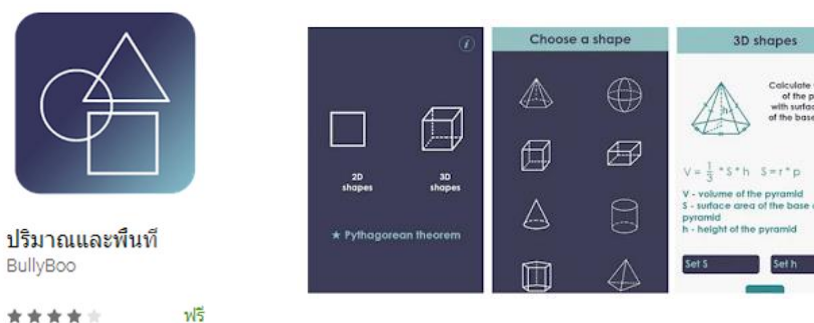 ปริมาณและพื้นที่
BullyBoo
ฟรี
2D
shapes
3D
shapes
★ Pythagorean theorem
Choose a shape
3D shapes
Calculate
of the p
with surfac
of the base
h
V = 1/3 *S*h S=r*p
V - volume of the pyramid
S - surface area of the base
pyramid
h - height of the pyramid
Set S
Set h